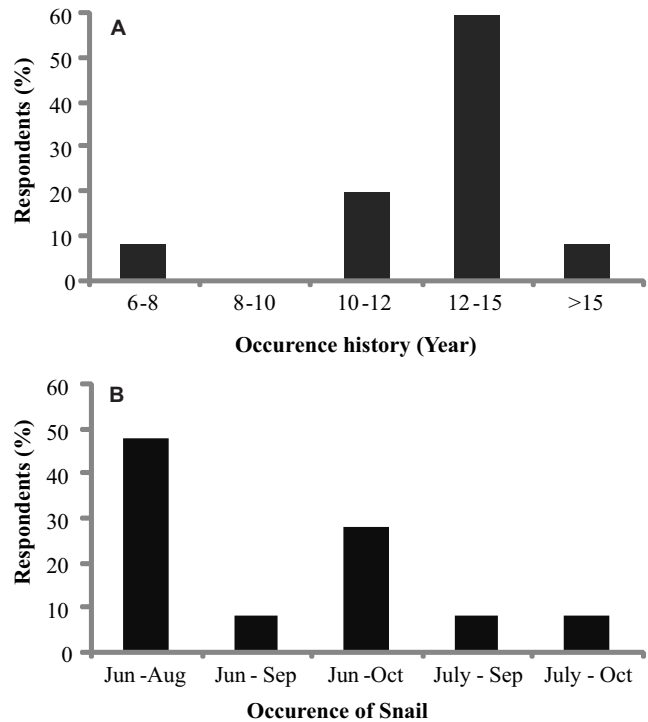 A
Respondents (%)
60
50
40
30
20
10
0
6-8 8-10 10-12 12-15 >15
Occurence history (Year)
B
Respondents (%)
60
50
40
30
20
10
0
Jun -Aug Jun - Sep Jun -Oct July - Sep July - Oct
Occurence of Snail